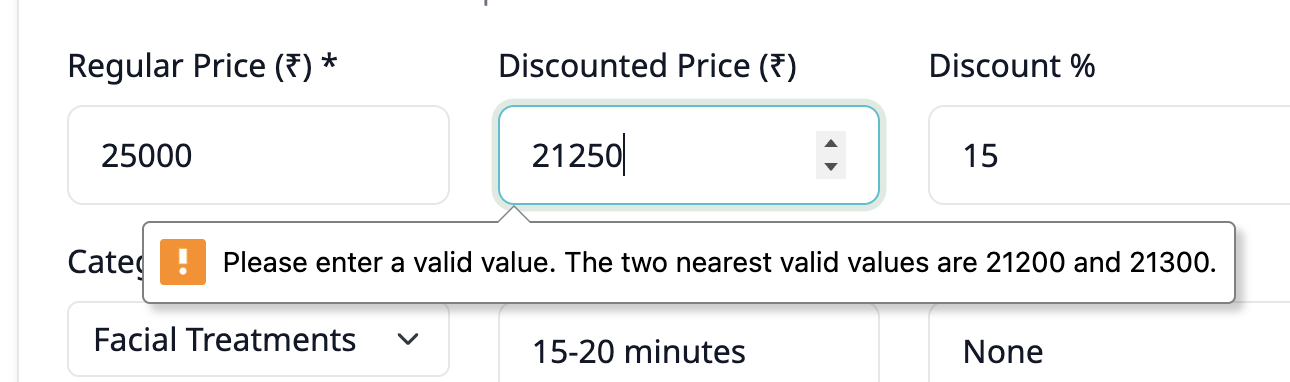 Regular Price (₹) *
Discounted Price (₹)
Discount %
25000
21250
15
Please enter a valid value. The two nearest valid values are 21200 and 21300.
Facial Treatments
15-20 minutes
None